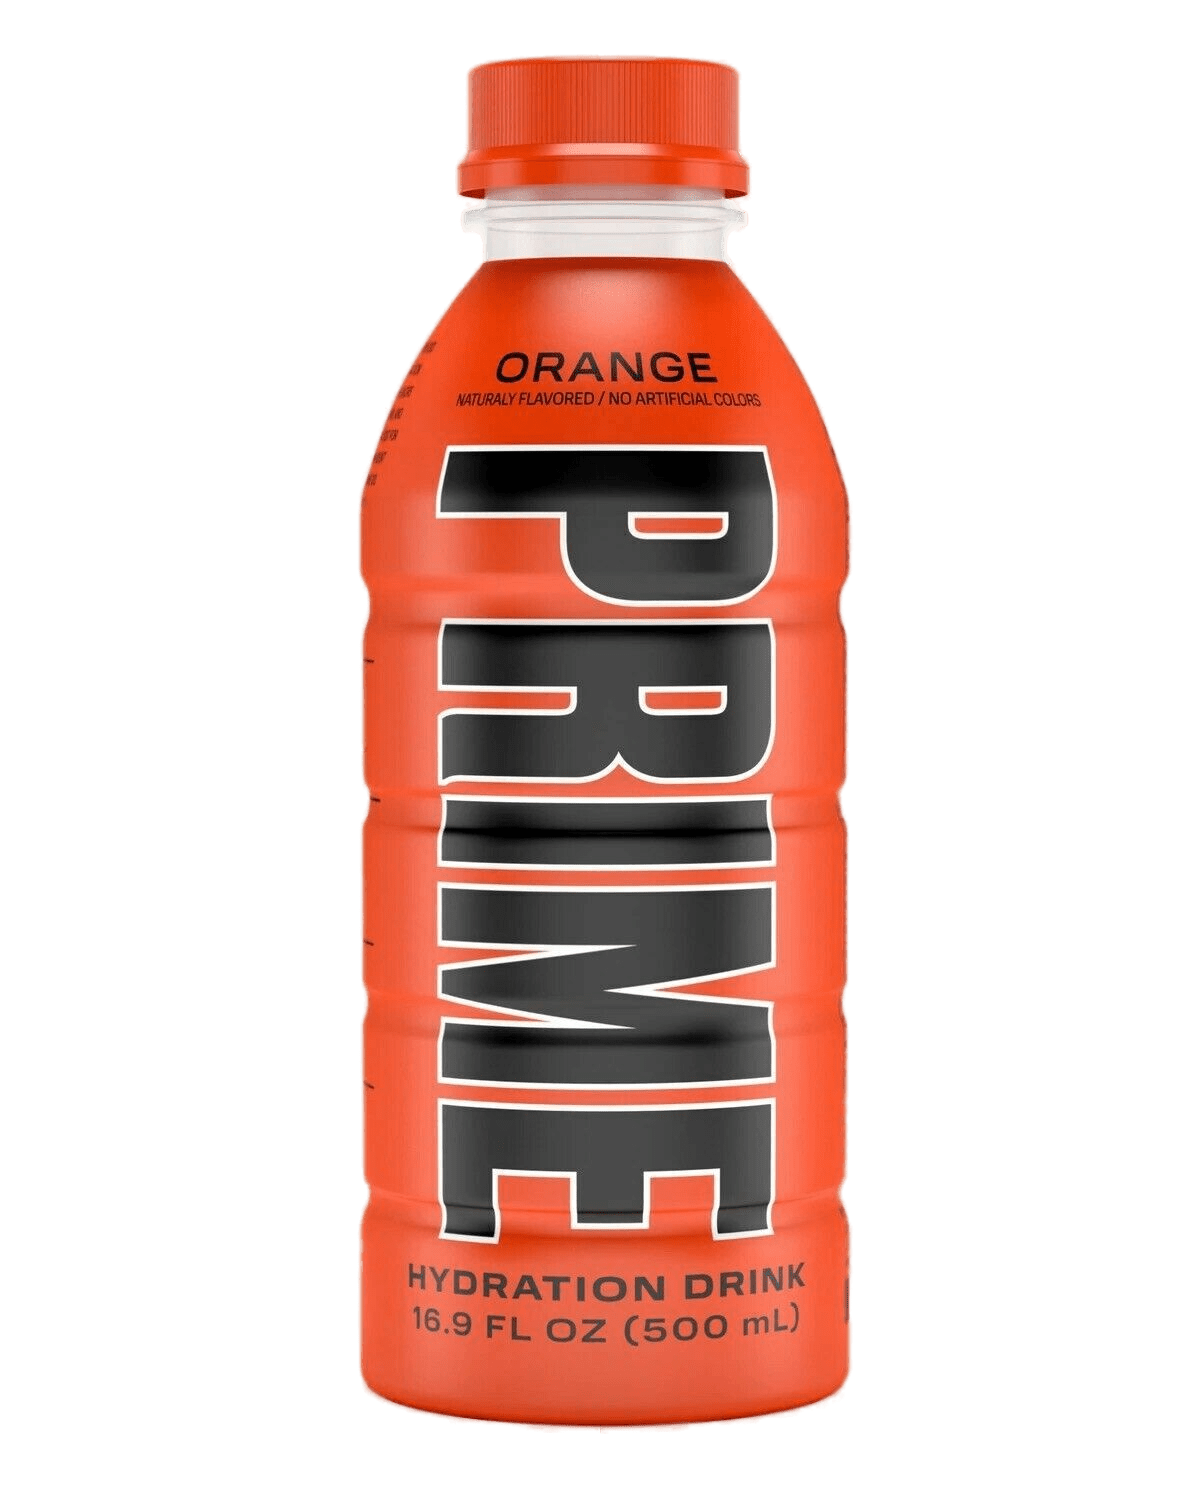 ORANGE
NATURALY FLAVORED / NO ARTIFICIAL COLORS
PRIME
HYDRATION DRINK
16.9 FL OZ (500 mL)